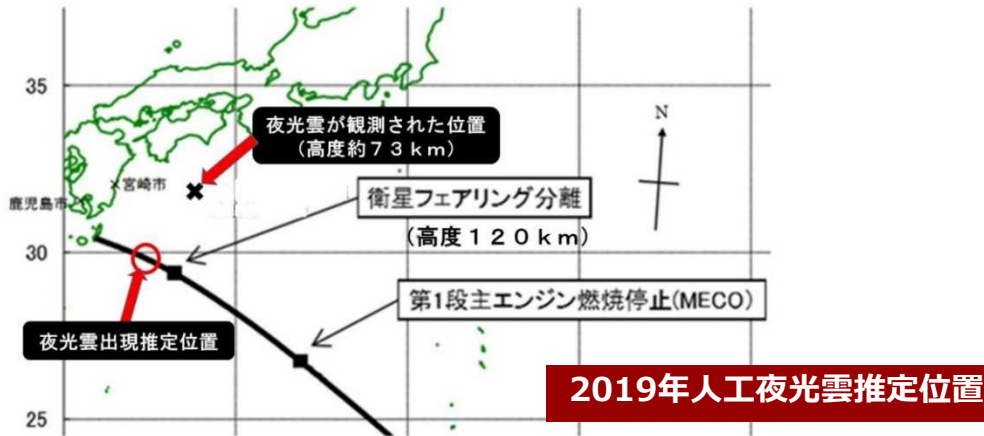 35
夜光雲が観測された位置
(高度約７３ｋｍ)
N
宮崎市
鹿児島市
衛星フェアリング分離
(高度１２０ｋｍ)
30
第1段主エンジン燃焼停止(MECO)
夜光雲出現推定位置
2019年人工夜光雲推定位置
25